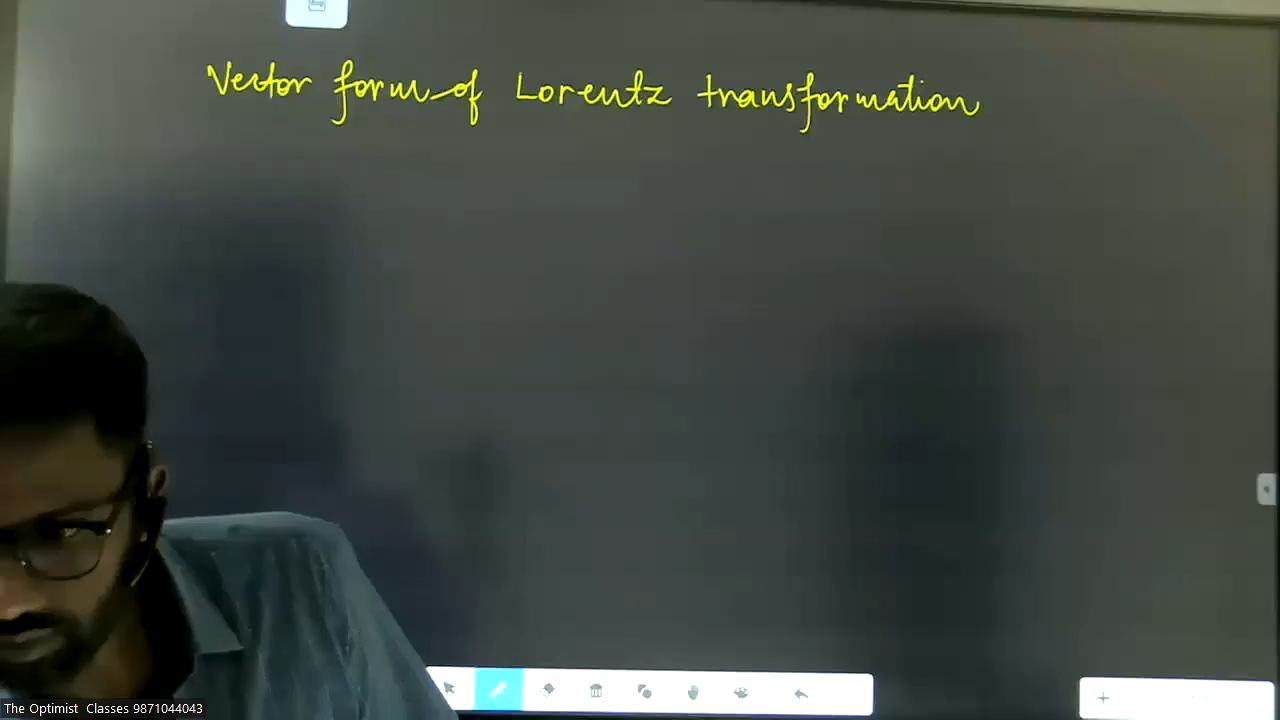 Vector form of Lorentz transformation
The Optimist Classes 9871044043